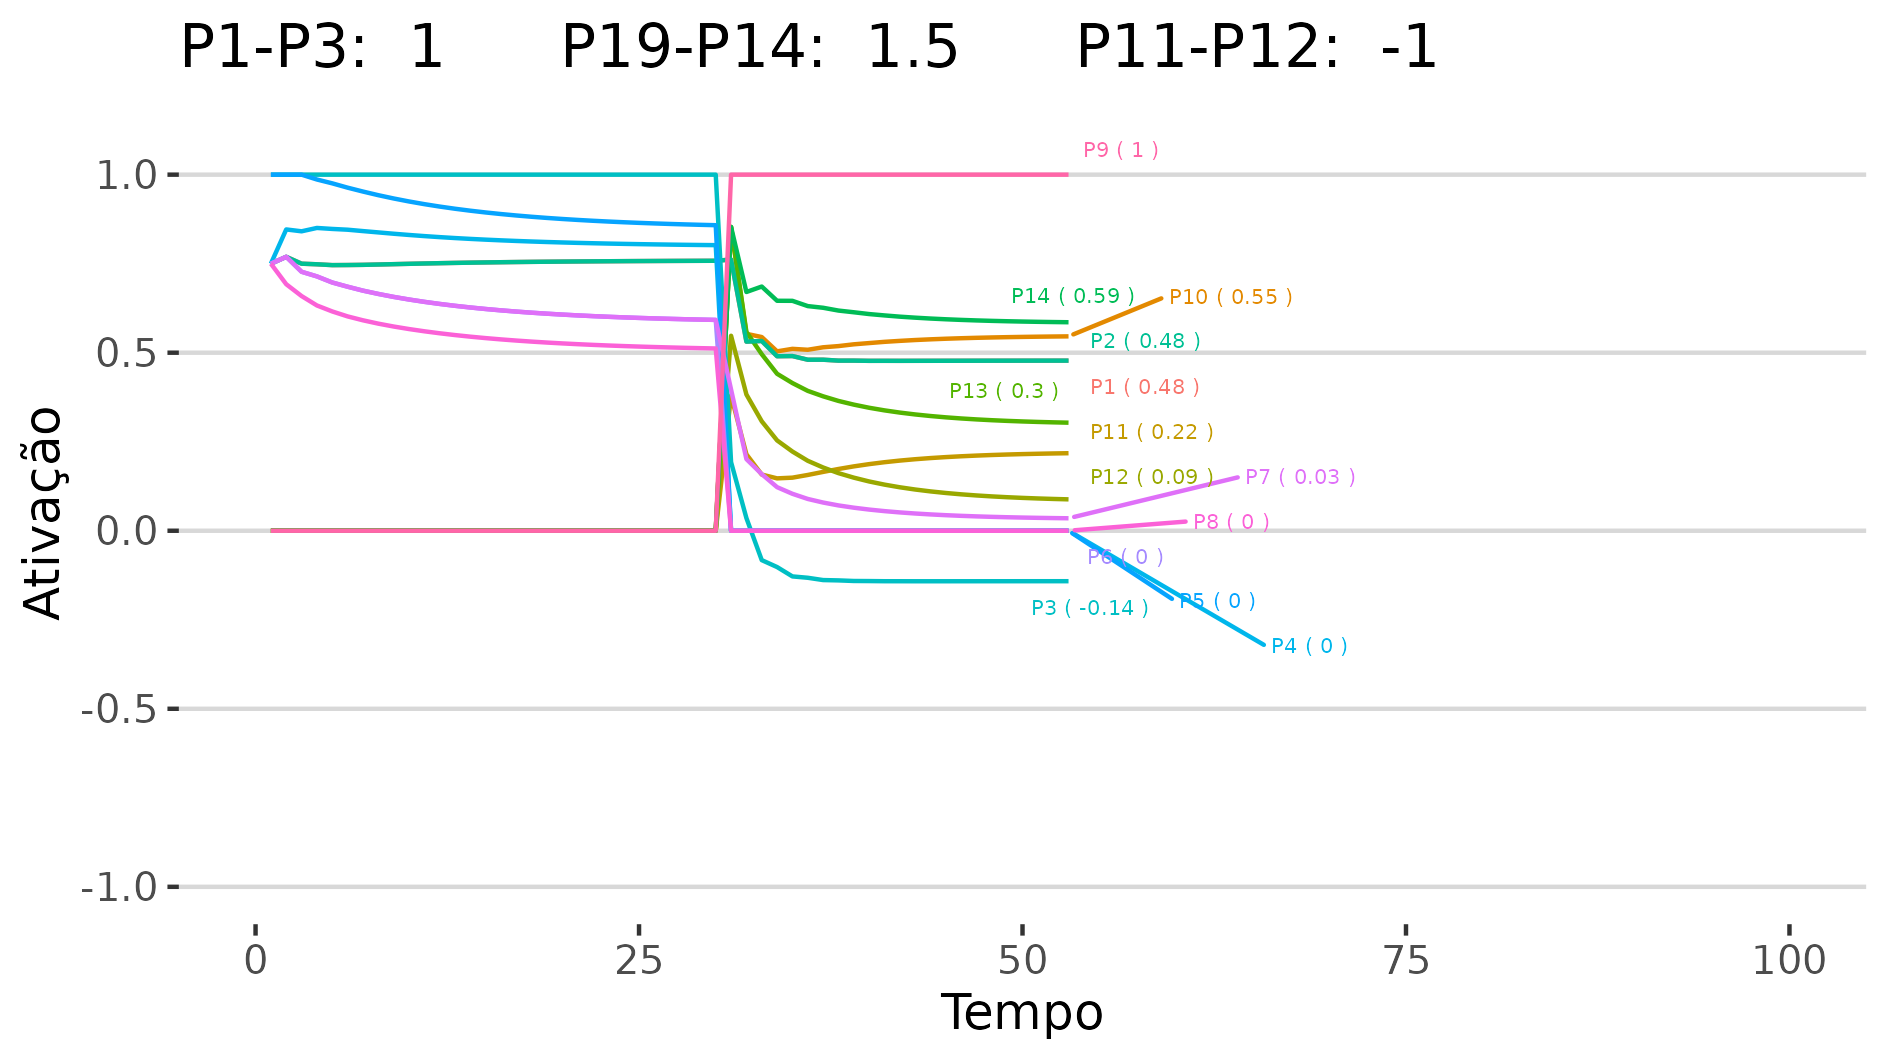 P1-P3:  1      P19-P14:  1.5      P11-P12:  -1
P9 ( 1 )
1.0
P14 ( 0.59 ) P10 ( 0.55 )
P2 ( 0.48 )
0.5
P13 ( 0.3 ) P1 ( 0.48 )
P11 ( 0.22 )
P12 ( 0.09 ) P7 ( 0.03 )
P8 ( 0 )
0.0
P6 ( 0 )
P5 ( 0 )
P3 ( -0.14 )
P4 ( 0 )
-0.5
-1.0
Ativação
0 25 50 75 100
Tempo